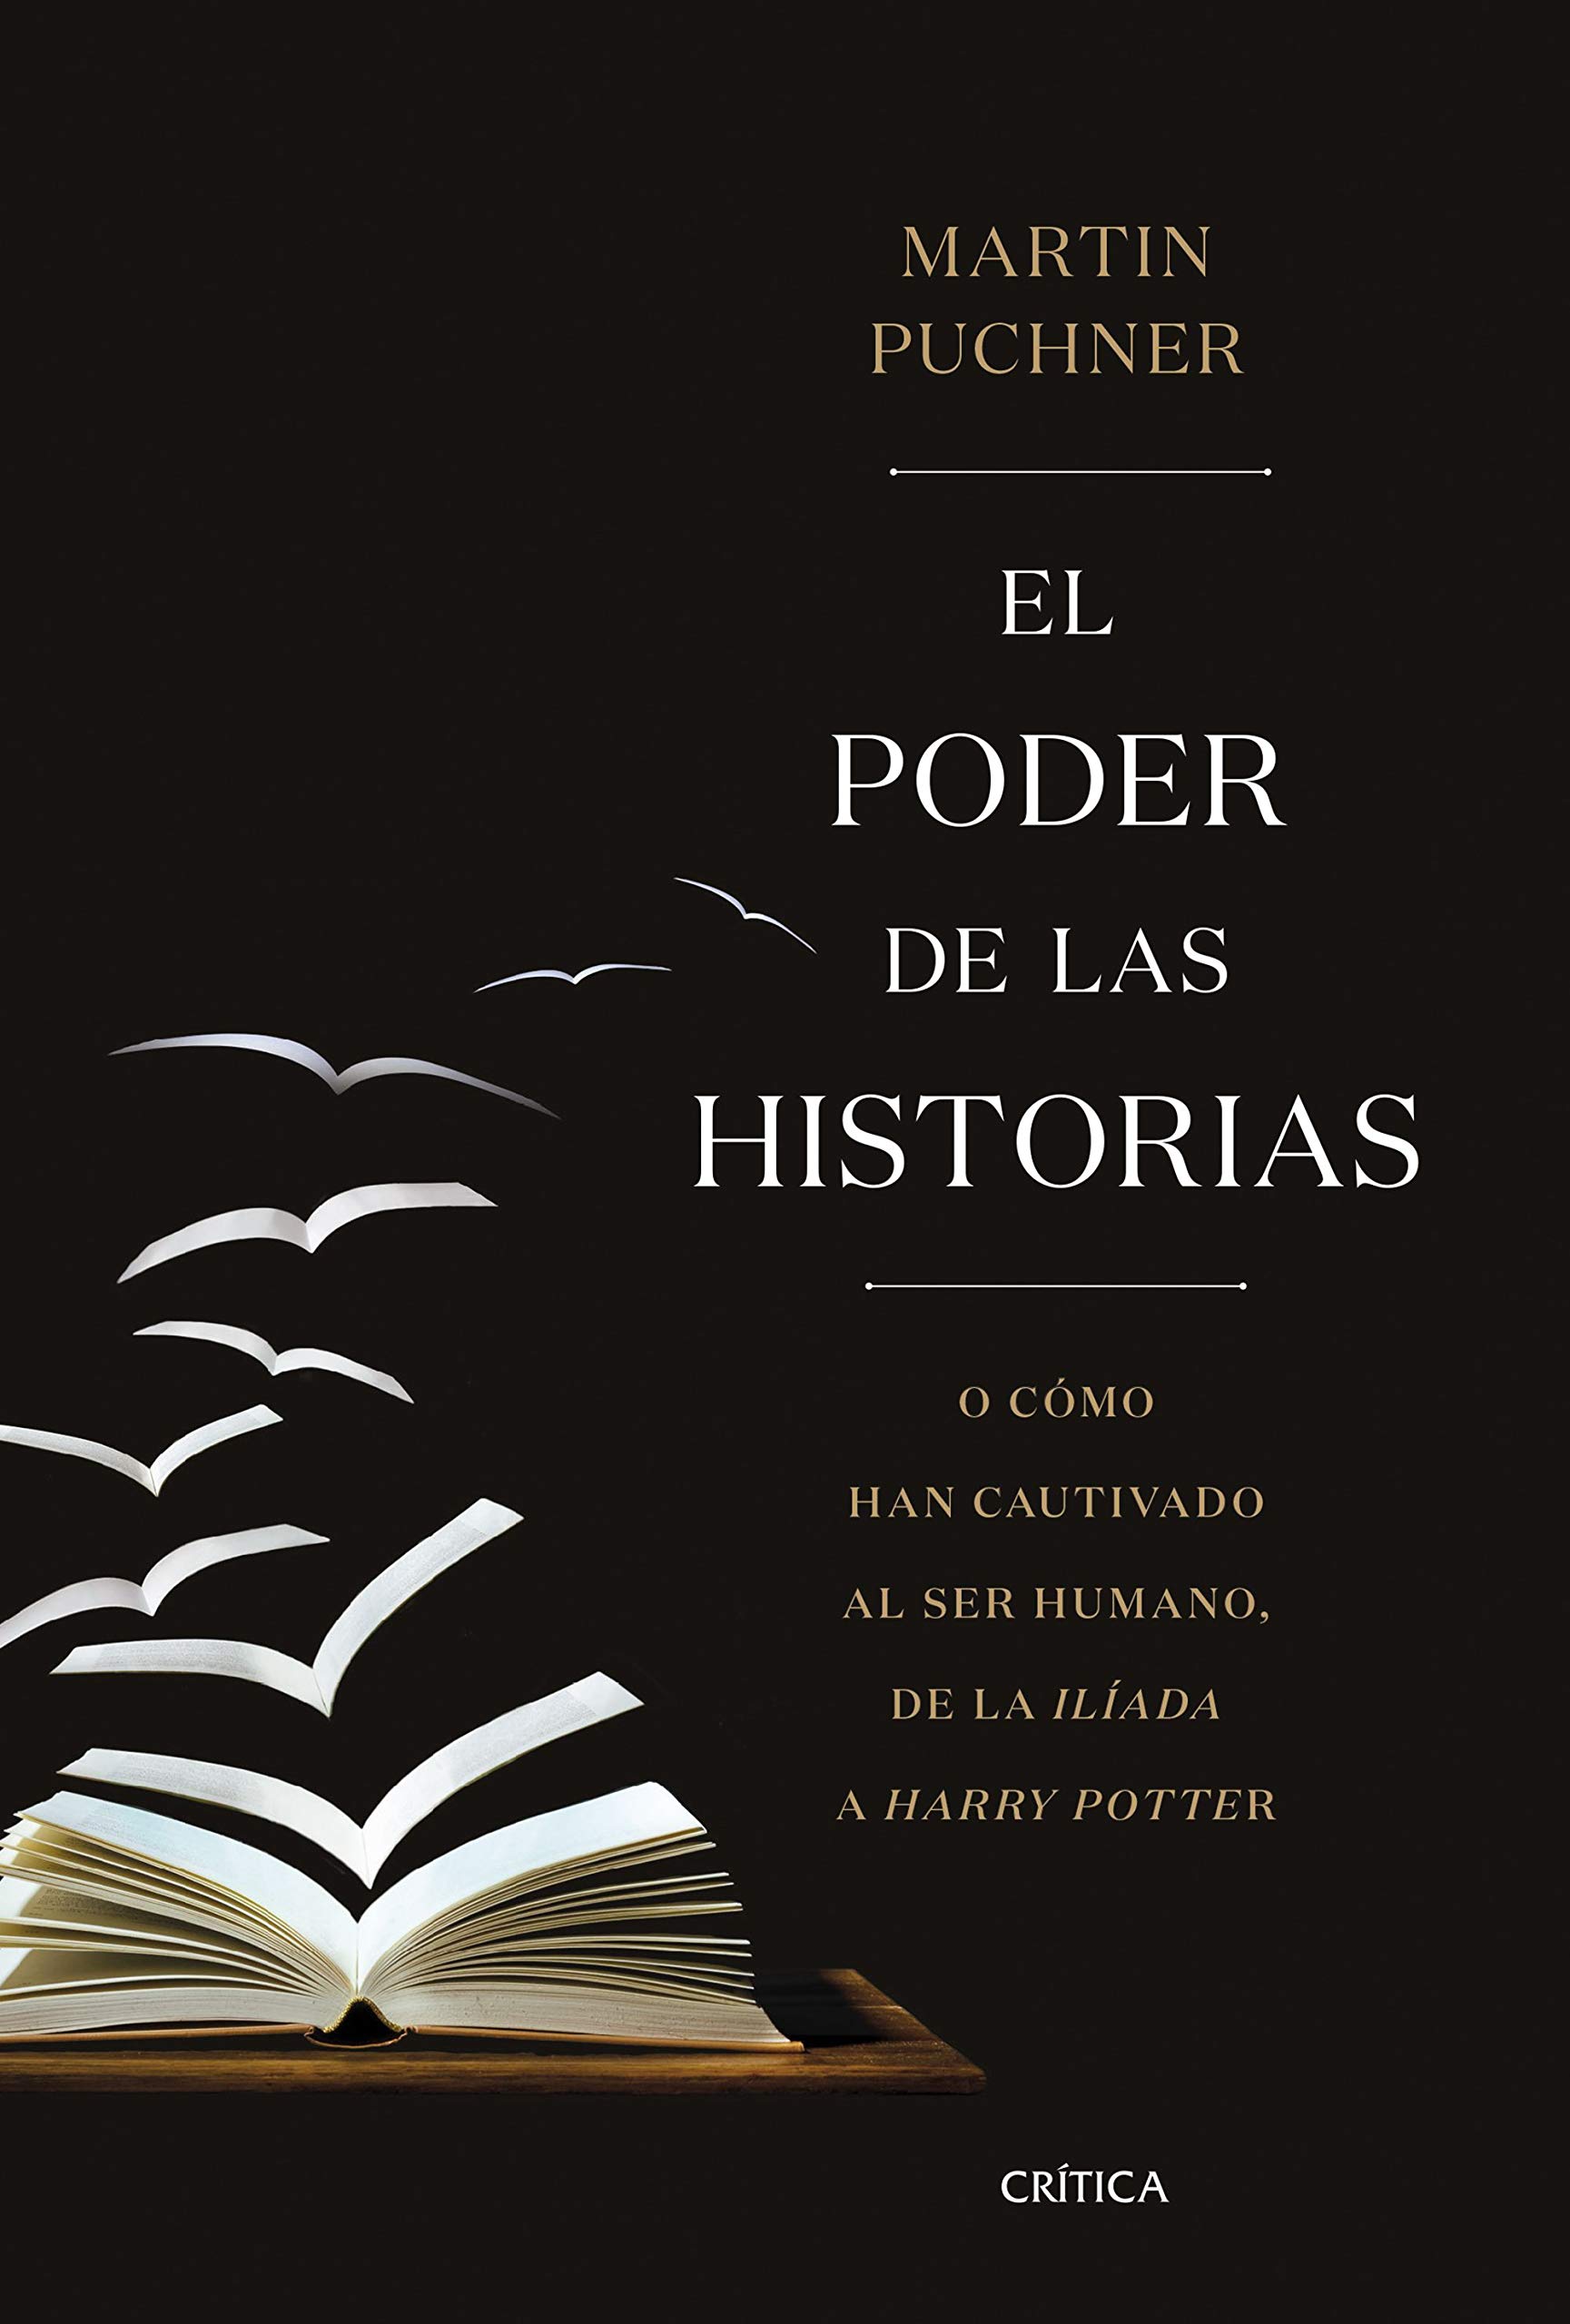 MARTIN
PUCHNER
EL
PODER
DE LAS
HISTORIAS
O CÓMO
HAN CAUTIVADO
AL SER HUMANO,
DE LA ILÍADA
A HARRY POTTER
CRÍTICA